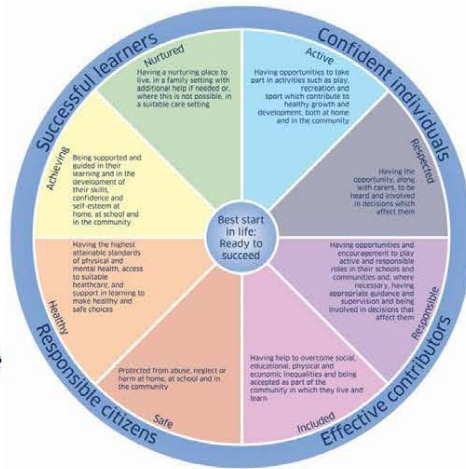 Successful learners
Confident individuals
Nurtured
Having a nurturing place to
live, in a family setting with
additional help if needed or,
where this is not possible, in
a suitable care setting
Active
Having opportunities to take
part in activities such as play,
recreation and
sport which contribute to
healthy growth and
development, both at home
and in the community
Achieving
Being supported and
guided in their
learning and in the
development of
their skills,
confidence and
self-esteem at
home, at school and
in the community
Respected
Having the
opportunity, along
with carers, to be
heard and involved
in decisions which
affect them
Best start
in life:
Ready to
succeed
Healthy
Having the highest
attainable standards
of physical and
mental health, access
to suitable
healthcare, and
support in learning to
make healthy and
safe choices
Responsible
Having opportunities and
encouragement to play
active and responsible
roles in their schools and
communities and, where
necessary, having
appropriate guidance and
supervision and being
involved in decisions that
affect them
Safe
Protected from abuse, neglect or
harm at home, at school and in
the community
Included
Having help to overcome social,
educational, physical and
economic inequalities and being
accepted as part of the
community in which they live and
learn
Responsible citizens
Effective contributors